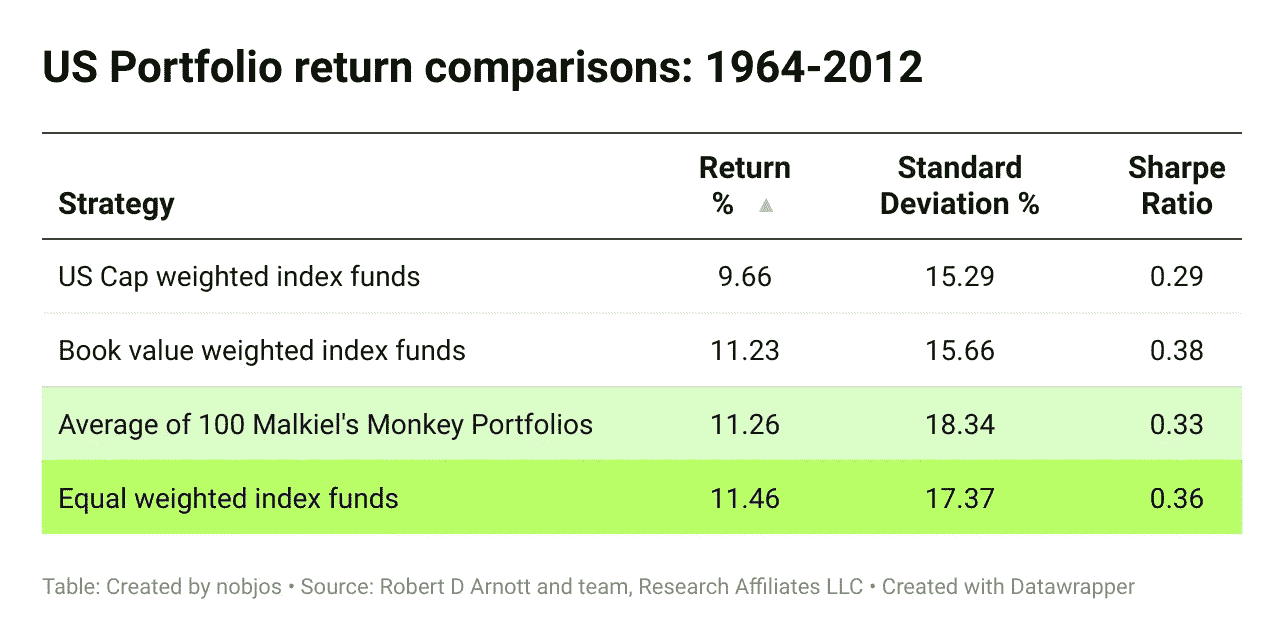 US Portfolio return comparisons: 1964-2012
Strategy Return % ▲ Standard Deviation % Sharpe Ratio
US Cap weighted index funds 9.66 15.29 0.29
Book value weighted index funds 11.23 15.66 0.38
Average of 100 Malkiel's Monkey Portfolios 11.26 18.34 0.33
Equal weighted index funds 11.46 17.37 0.36
Table: Created by nobjos • Source: Robert D Arnott and team, Research Affiliates LLC • Created with Datawrapper